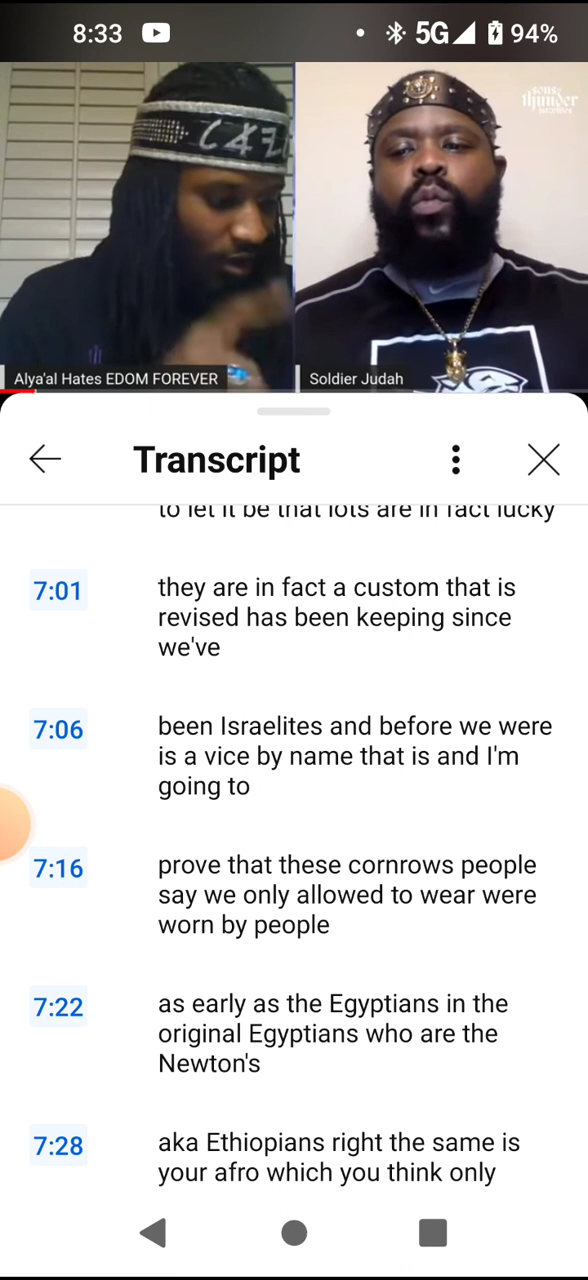 8:33
5G
94%
sons of
thunder
Alya'al Hates EDOM FOREVER
Soldier Judah
Transcript
to let it be that lots are in fact lucky
7:01
they are in fact a custom that is
revised has been keeping since
we've
7:06
been Israelites and before we were
is a vice by name that is and I'm
going to
7:16
prove that these cornrows people
say we only allowed to wear were
worn by people
7:22
as early as the Egyptians in the
original Egyptians who are the
Newton's
7:28
aka Ethiopians right the same is
your afro which you think only